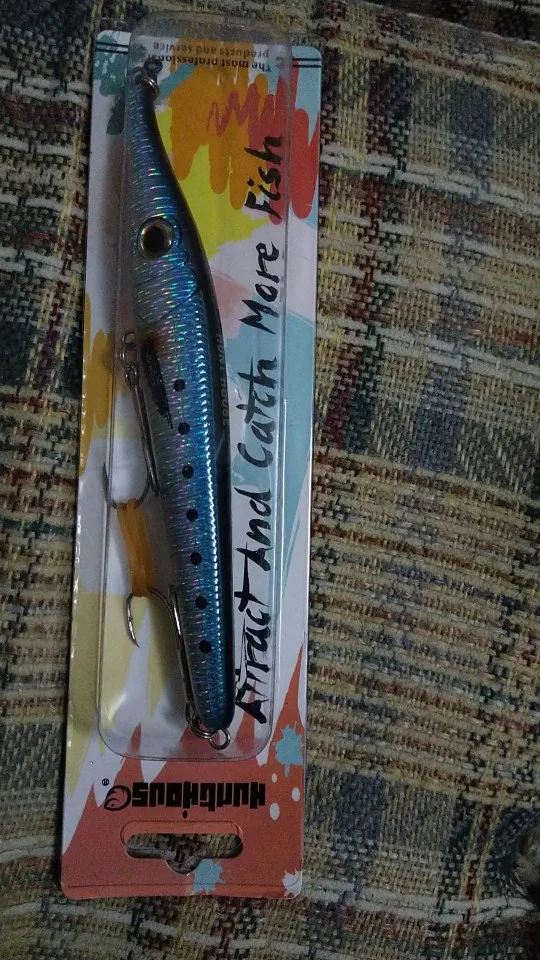 HUNTHOUSE®
Attract And Catch More Fish
The most professional
products and service